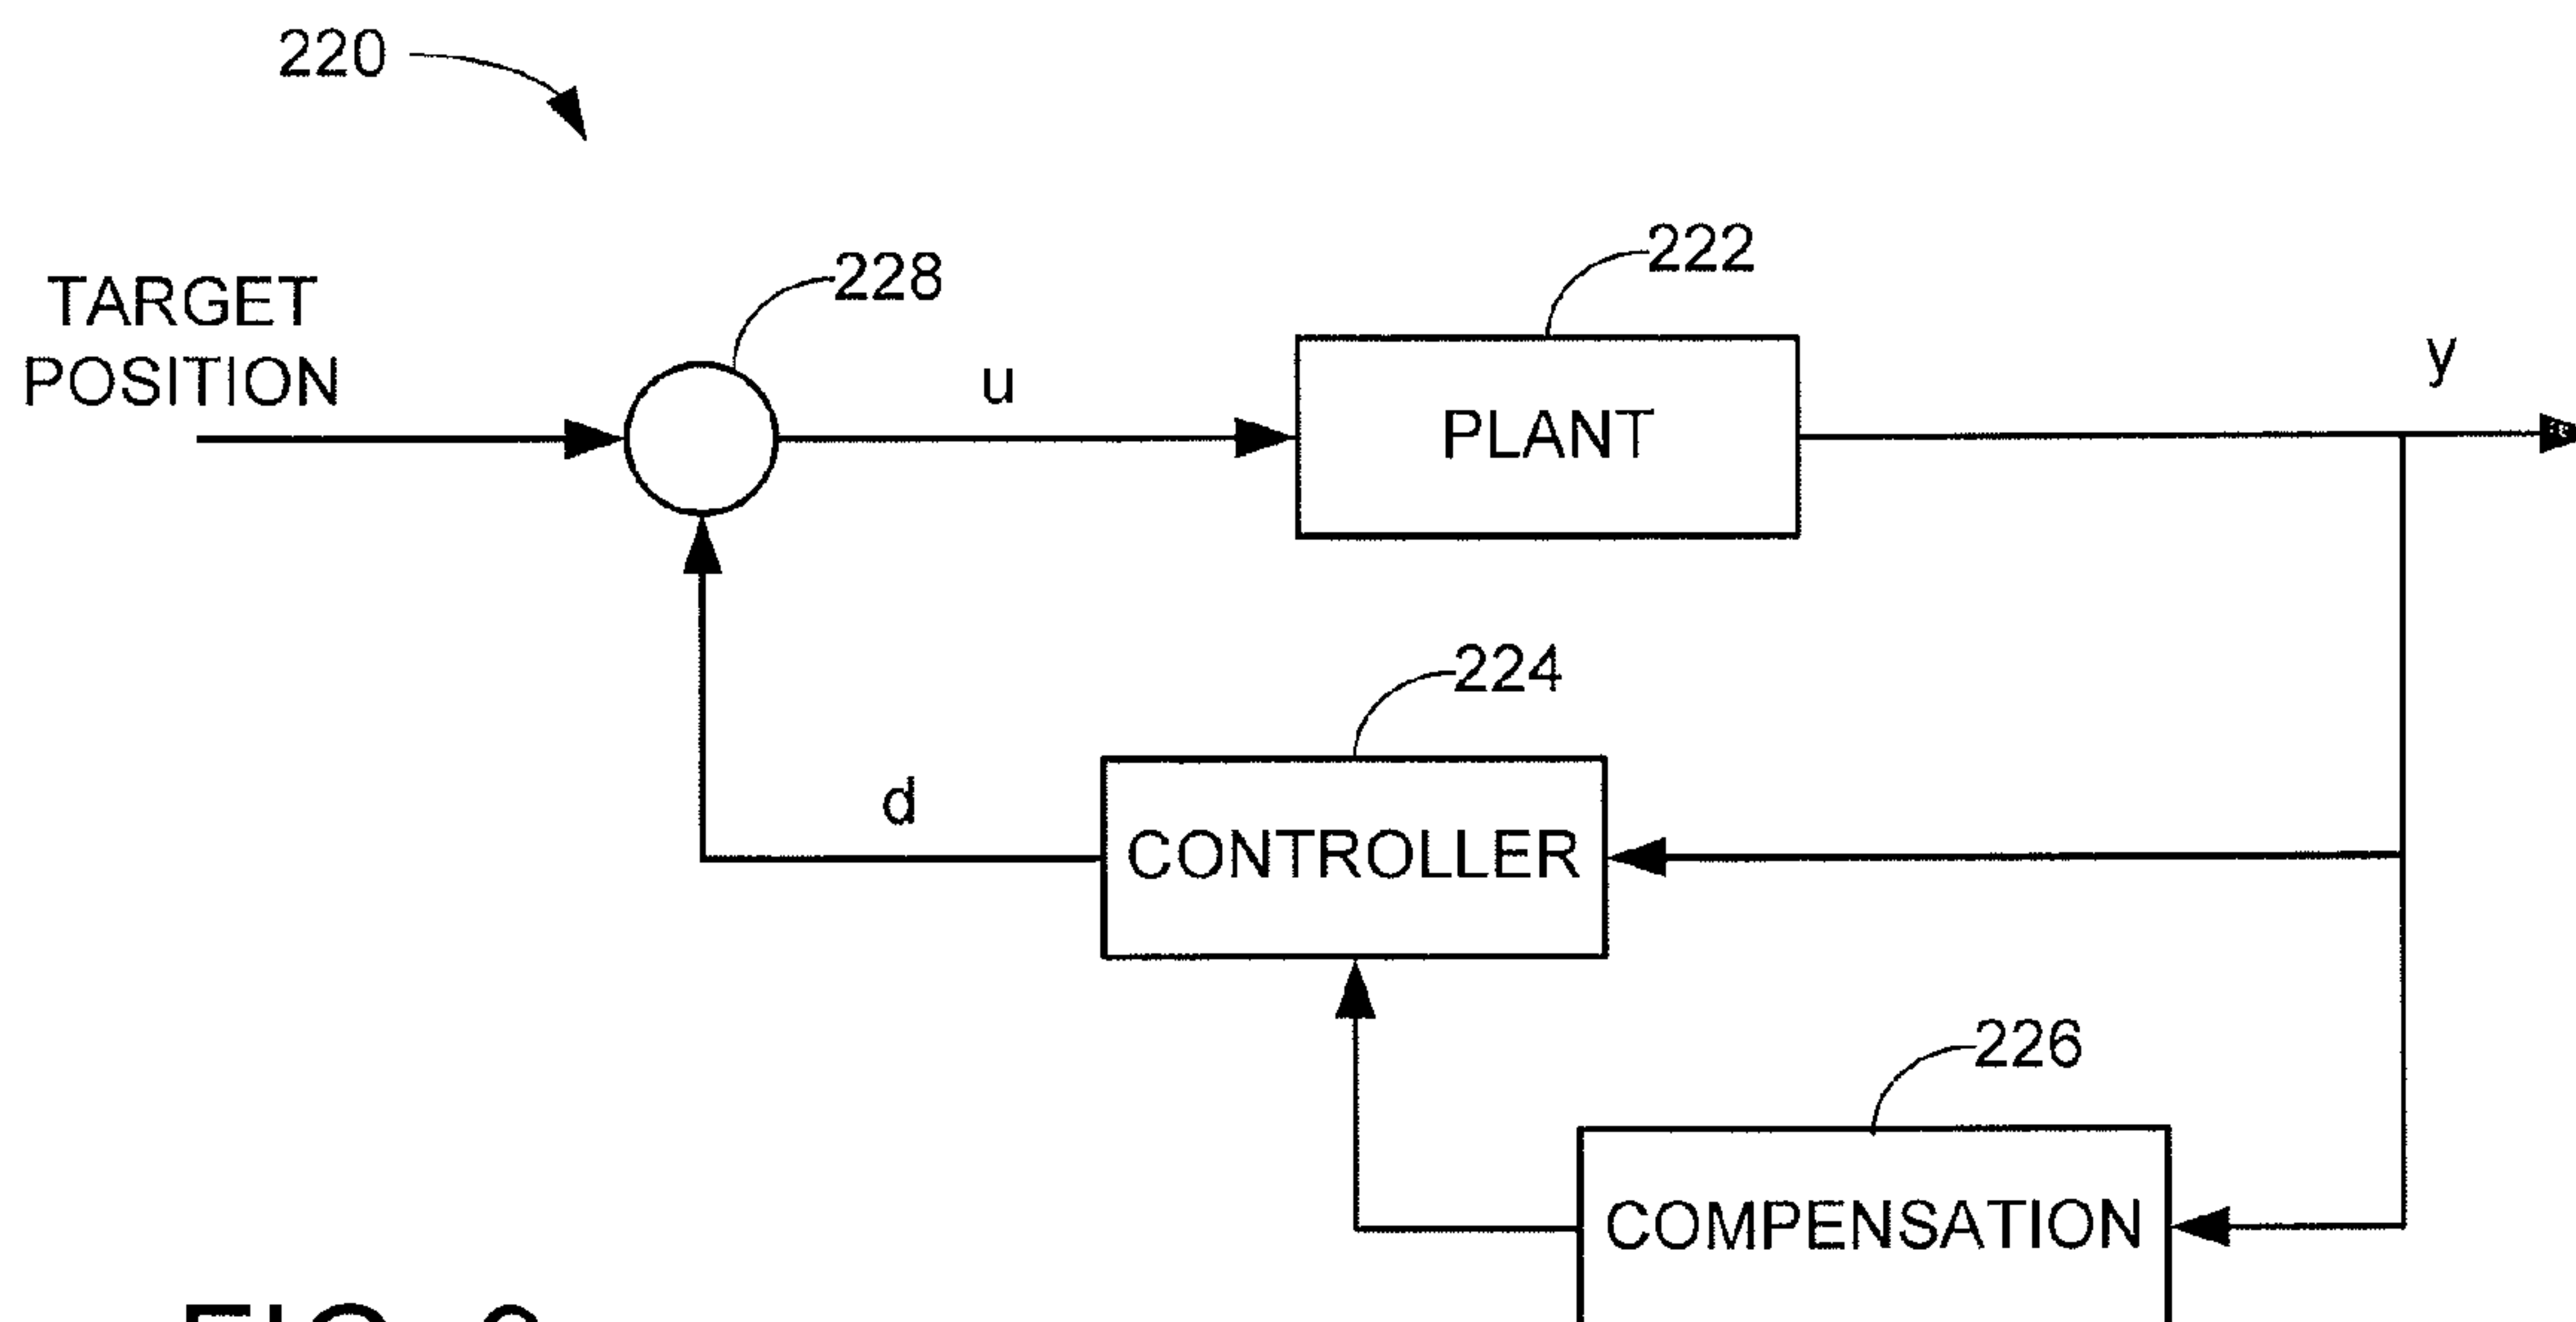 220
228
222
TARGET
POSITION
u
PLANT
y
224
d
CONTROLLER
226
COMPENSATION